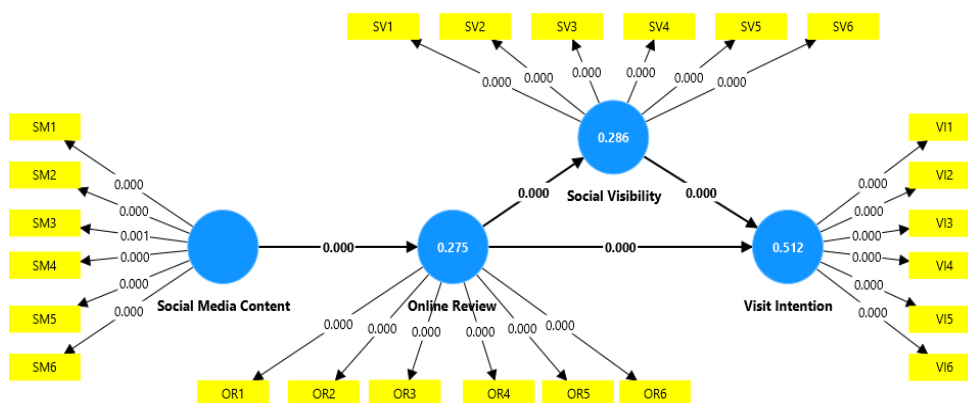 SV1 SV2 SV3 SV4 SV5 SV6
0.000 0.000 0.000 0.000 0.000 0.000
0.286
Social Visibility
SM1
SM2
SM3
SM4
SM5
SM6
0.000
0.000
0.001
0.000
0.000
0.000
Social Media Content
0.000
0.275
Online Review
0.000
0.000
0.000
0.512
Visit Intention
VI1
VI2
VI3
VI4
VI5
VI6
0.000
0.000
0.000
0.000
0.000
0.000
0.000 0.000 0.000 0.000 0.000 0.000
OR1 OR2 OR3 OR4 OR5 OR6